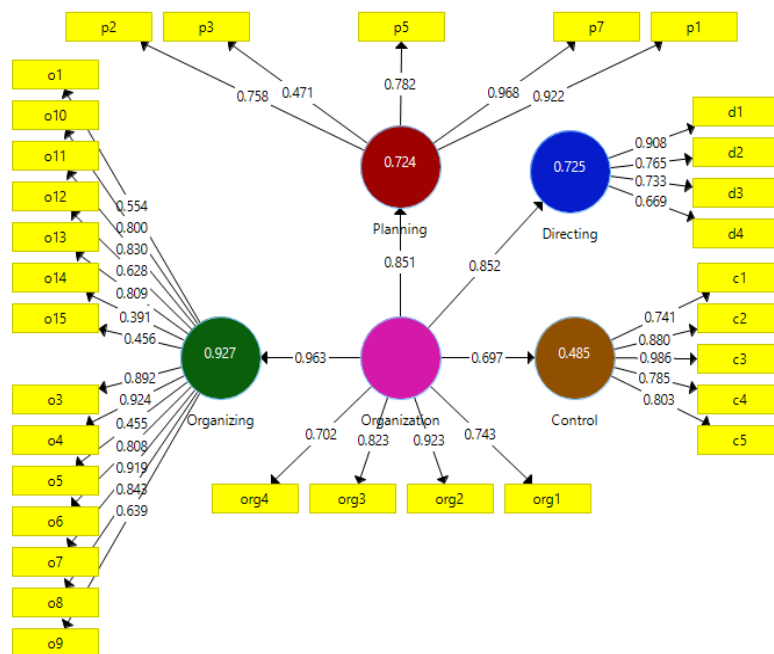 p2
p3
p5
p7
p1
0.758
0.471
0.782
0.968
0.922
o1
o10
o11
o12
o13
o14
o15
0.554
0.800
0.830
0.628
0.809
0.391
0.456
0.724
Planning
0.725
Directing
0.908
0.765
0.733
0.669
d1
d2
d3
d4
0.851
0.852
0.927
Organizing
0.963
Organization
0.697
0.485
Control
0.741
0.880
0.986
0.785
0.803
c1
c2
c3
c4
c5
0.892
0.924
0.455
0.808
0.919
0.843
0.639
o3
o4
o5
o6
o7
o8
o9
0.702
0.823
0.923
0.743
org4
org3
org2
org1